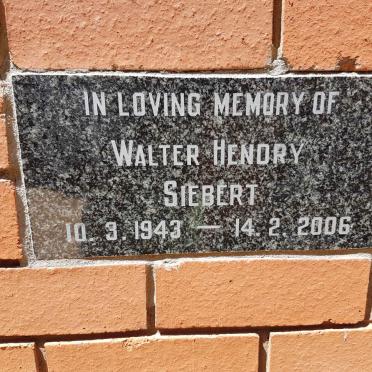 IN LOVING MEMORY OF
WALTER HENDRY
SIEBERT
10. 3. 1943 — 14. 2. 2006